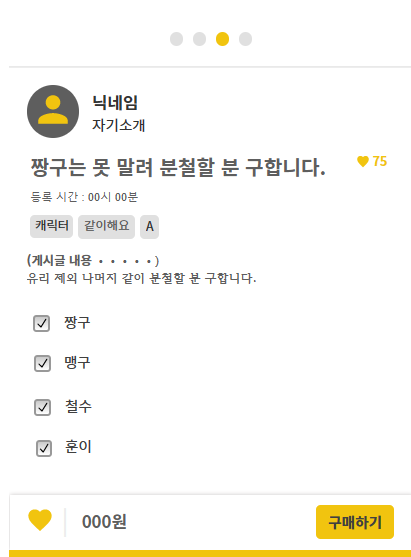 닉네임
자기소개
짱구는 못 말려 분철할 분 구합니다.
75
등록 시간 : 00시 00분
캐릭터 같이해요 A
(게시글 내용 • • • • • )
유리 제외 나머지 같이 분철할 분 구합니다.
짱구
맹구
철수
훈이
000원
구매하기